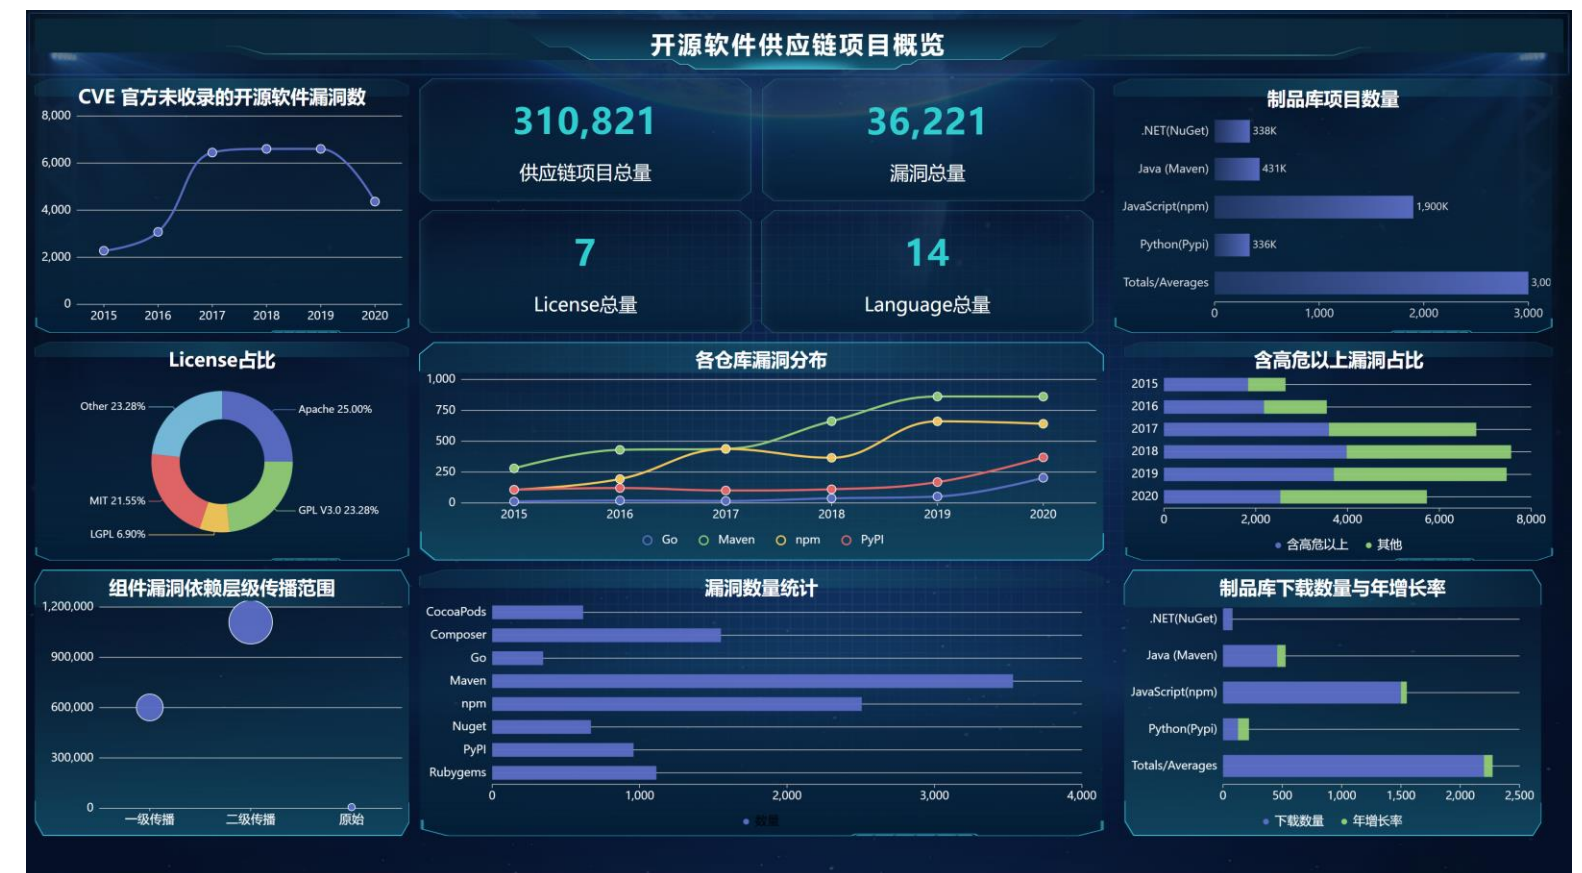 开源软件供应链项目概览
CVE 官方未收录的开源软件漏洞数
8,000
6,000
4,000
2,000
0
2015 2016 2017 2018 2019 2020
310,821
供应链项目总量
36,221
漏洞总量
7
License总量
14
Language总量
制品库项目数量
.NET(NuGet) 338K
Java (Maven) 431K
JavaScript(npm) 1,900K
Python(Pypi) 336K
Totals/Averages 3,00
0 1,000 2,000 3,000
License占比
Other 23.28% Apache 25.00%
MIT 21.55% GPL V3.0 23.28%
LGPL 6.90%
各仓库漏洞分布
1,000
750
500
250
0
2015 2016 2017 2018 2019 2020
Go Maven npm PyPI
含高危以上漏洞占比
2015
2016
2017
2018
2019
2020
0 2,000 4,000 6,000 8,000
含高危以上 其他
组件漏洞依赖层级传播范围
1,200,000
900,000
600,000
300,000
0
一级传播 二级传播 原始
漏洞数量统计
CocoaPods
Composer
Go
Maven
npm
Nuget
PyPI
Rubygems
0 1,000 2,000 3,000 4,000
数量
制品库下载数量与年增长率
.NET(NuGet)
Java (Maven)
JavaScript(npm)
Python(Pypi)
Totals/Averages
0 500 1,000 1,500 2,000 2,500
下载数量 年增长率